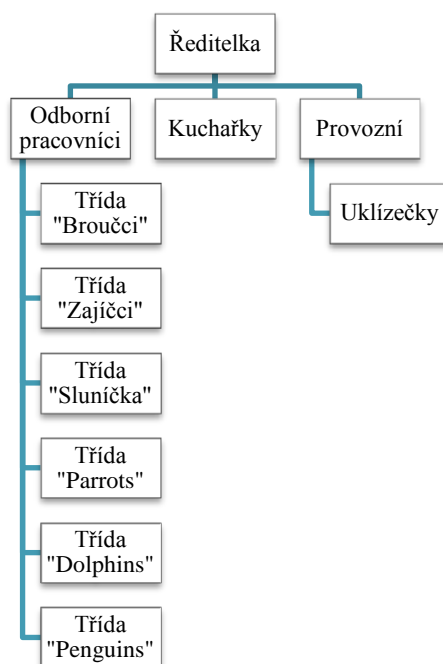 Ředitelka
Odborní
pracovníci
Kuchařky
Provozní
Třída
"Broučci"
Uklízečky
Třída
"Zajíčci"
Třída
"Sluníčka"
Třída
"Parrots"
Třída
"Dolphins"
Třída
"Penguins"